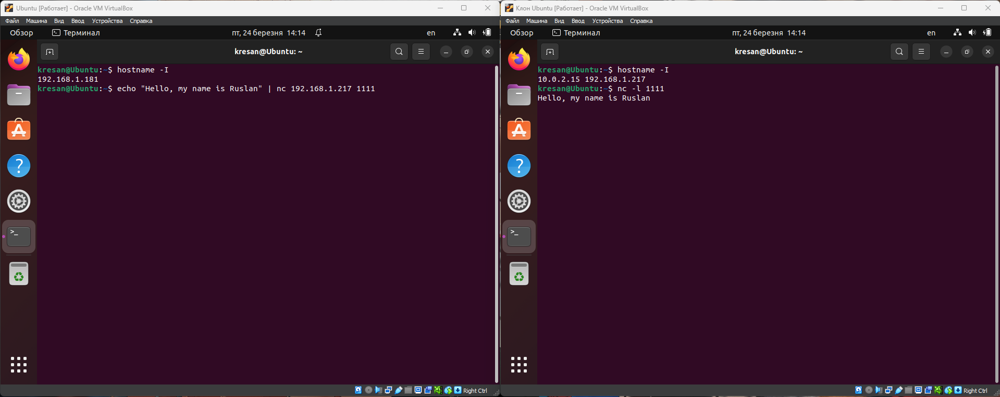 Ubuntu [Работает] - Oracle VM VirtualBox
Файл Машина Вид Ввод Устройства Справка
Обзор Терминал пт, 24 березня 14:14 en
kresan@Ubuntu: ~
kresan@Ubuntu:~$ hostname -I
192.168.1.181
kresan@Ubuntu:~$ echo "Hello, my name is Ruslan" | nc 192.168.1.217 1111
>_
Right Ctrl
Клон Ubuntu [Работает] - Oracle VM VirtualBox
Файл Машина Вид Ввод Устройства Справка
Обзор Терминал пт, 24 березня 14:14 en
kresan@Ubuntu: ~
kresan@Ubuntu:~$ hostname -I
10.0.2.15 192.168.1.217
kresan@Ubuntu:~$ nc -l 1111
Hello, my name is Ruslan
>_
Right Ctrl